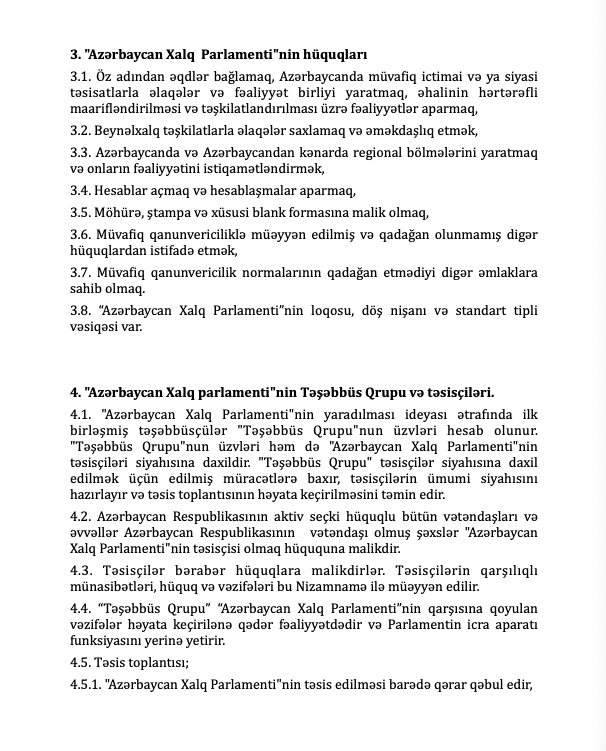 3. "Azərbaycan Xalq Parlamenti"nin hüquqları
3.1. Öz adından əqdlər bağlamaq, Azərbaycanda müvafiq ictimai və ya siyasi
təsisatlarla əlaqələr və fəaliyyət birliyi yaratmaq, əhalinin hərtərəfli
maarifləndirilməsi və təşkilatlandırılması üzrə fəaliyyətlər aparmaq,
3.2. Beynəlxalq təşkilatlarla əlaqələr saxlamaq və əməkdaşlıq etmək,
3.3. Azərbaycanda və Azərbaycandan kənarda regional bölmələrini yaratmaq
və onların fəaliyyətini istiqamətləndirmək,
3.4. Hesablar açmaq və hesablaşmalar aparmaq,
3.5. Möhürə, ştampa və xüsusi blank formasına malik olmaq,
3.6. Müvafiq qanunvericiliklə müəyyən edilmiş və qadağan olunmamış digər
hüquqlardan istifadə etmək,
3.7. Müvafiq qanunvericilik normalarının qadağan etmədiyi digər əmlaklara
sahib olmaq.
3.8. “Azərbaycan Xalq Parlamenti”nin loqosu, döş nişanı və standart tipli
vəsiqəsi var.
4. "Azərbaycan Xalq parlamenti"nin Təşəbbüs Qrupu və təsisçiləri.
4.1. "Azərbaycan Xalq Parlamenti"nin yaradılması ideyası ətrafında ilk
birləşmiş təşəbbüsçülər "Təşəbbüs Qrupu"nun üzvləri hesab olunur.
"Təşəbbüs Qrupu"nun üzvləri həm də "Azərbaycan Xalq Parlamenti"nin
təsisçiləri siyahısına daxildir. "Təşəbbüs Qrupu" təsisçilər siyahısına daxil
edilmək üçün edilmiş müracətlərə baxır, təsisçilərin ümumi siyahısını
hazırlayır və təsis toplantısının həyata keçirilməsini təmin edir.
4.2. Azərbaycan Respublikasının aktiv seçki hüquqlu bütün vətəndaşları və
əvvəllər Azərbaycan Respublikasının vətəndaşı olmuş şəxslər "Azərbaycan
Xalq Parlamenti"nin təsisçisi olmaq hüququna malikdir.
4.3. Təsisçilər bərabər hüquqlara malikdirlər. Təsisçilərin qarşılıqlı
münasibətləri, hüquq və vəzifələri bu Nizamnamə ilə müəyyən edilir.
4.4. “Təşəbbüs Qrupu” “Azərbaycan Xalq Parlamenti”nin qarşısına qoyulan
vəzifələr həyata keçirilənə qədər fəaliyyətdədir və Parlamentin icra aparatı
funksiyasını yerinə yetirir.
4.5. Təsis toplantısı;
4.5.1. "Azərbaycan Xalq Parlamenti"nin təsis edilməsi barədə qərar qəbul edir,